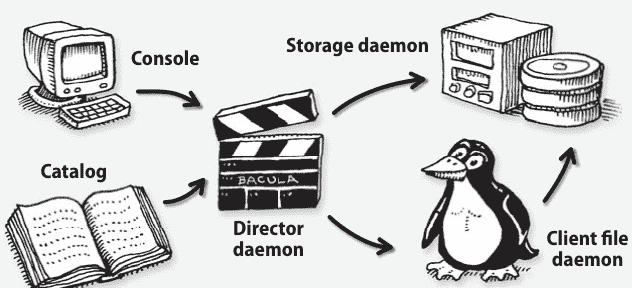 Console
Storage daemon
Catalog
BACULA
Director
daemon
Client file
daemon